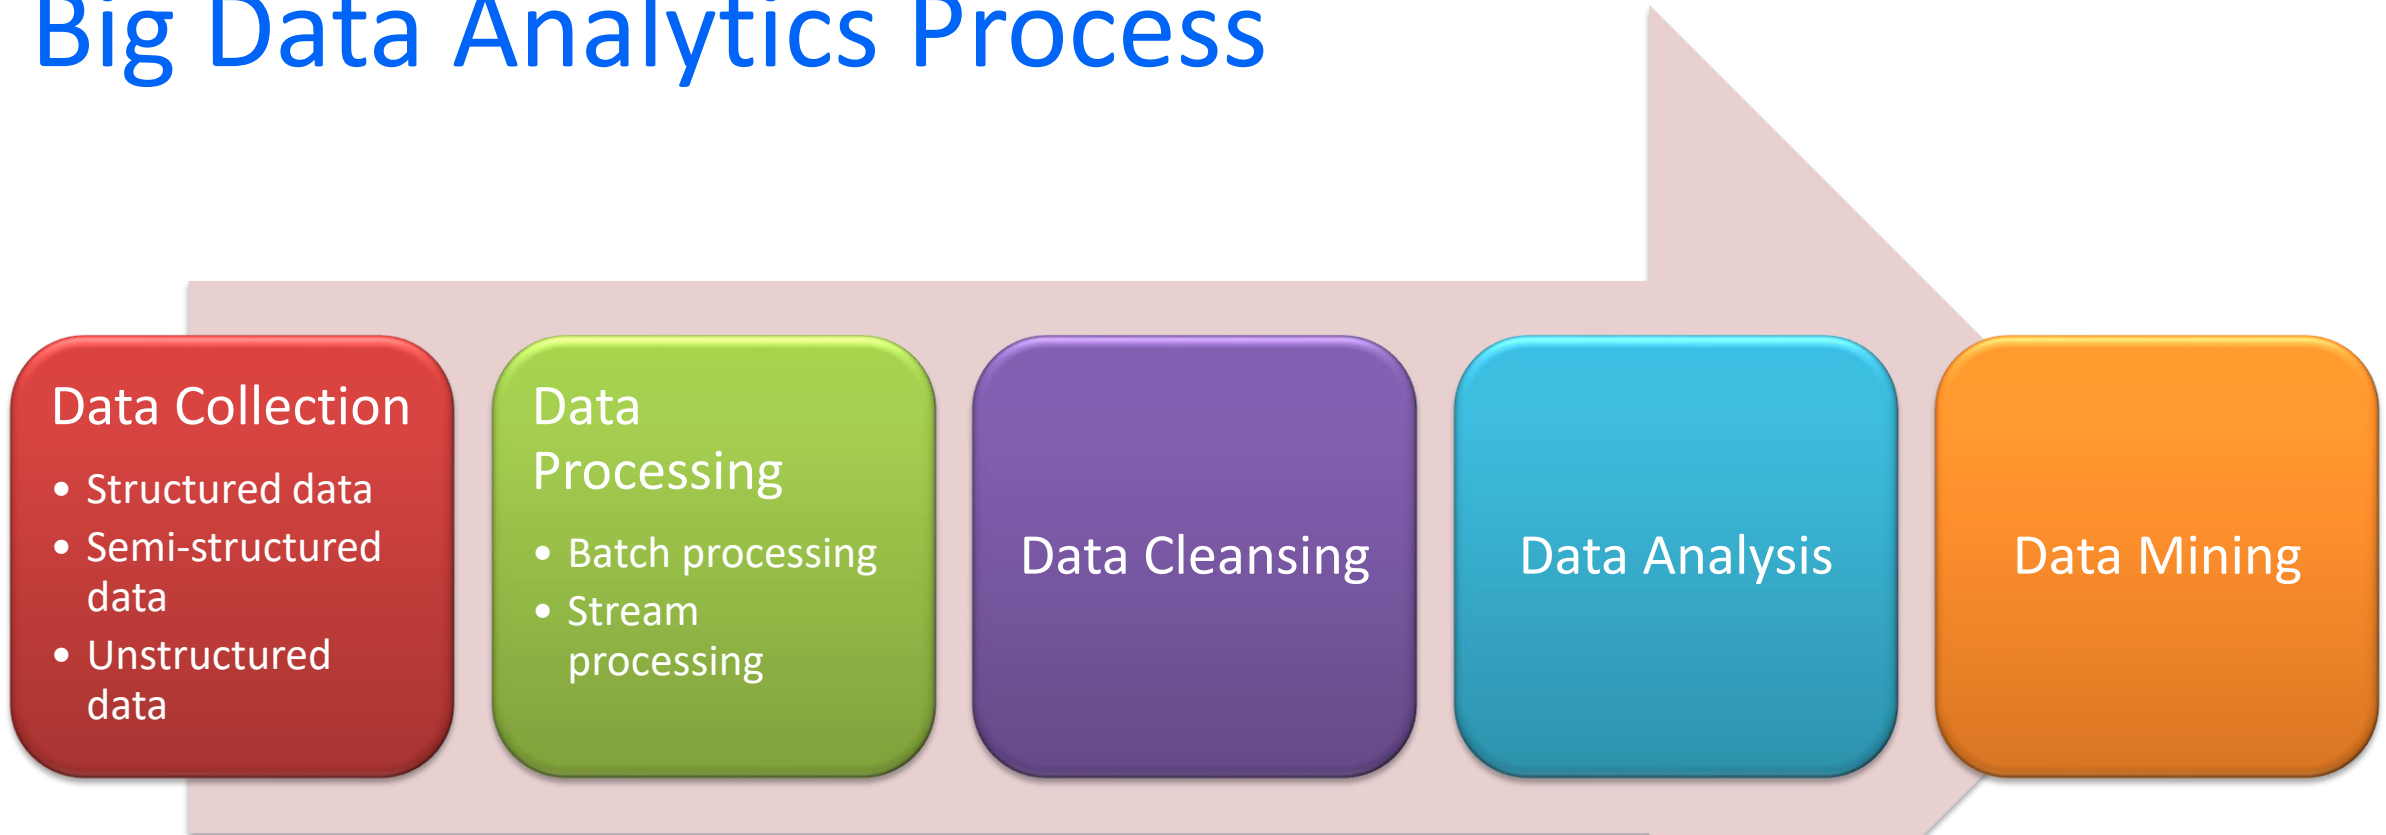 Big Data Analytics Process
Data Collection
• Structured data
• Semi-structured
data
• Unstructured
data
Data
Processing
• Batch processing
• Stream
processing
Data Cleansing
Data Analysis
Data Mining